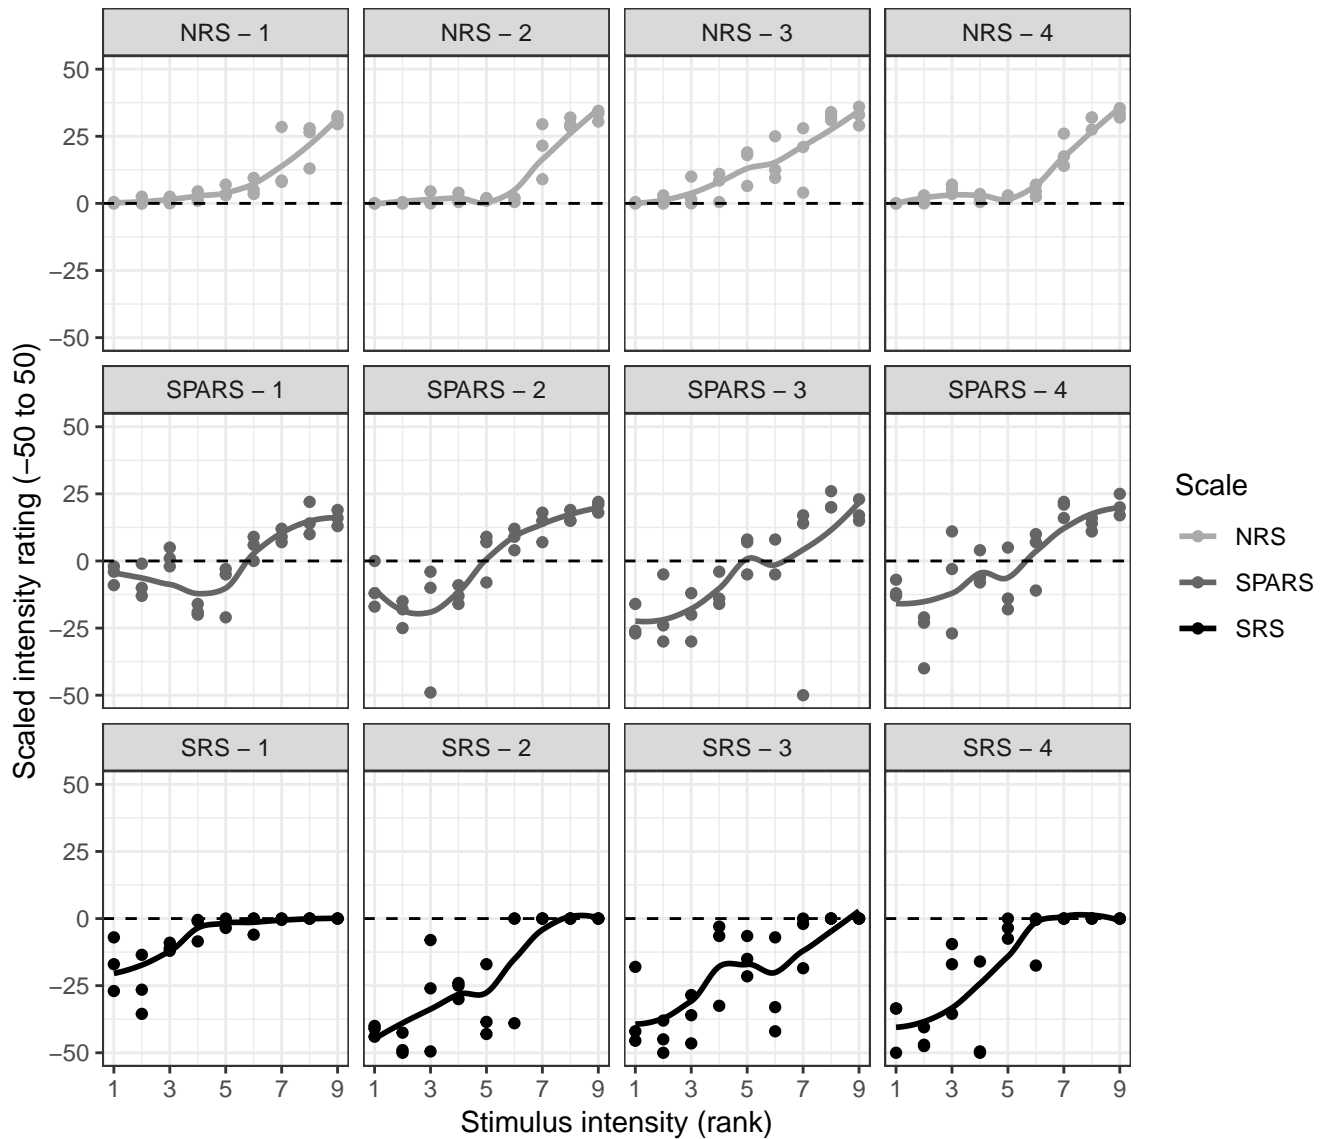 NRS – 1 NRS – 2 NRS – 3 NRS – 4
50
25
0
−25
−50
SPARS – 1 SPARS – 2 SPARS – 3 SPARS – 4
50
25
0
−25
−50
SRS – 1 SRS – 2 SRS – 3 SRS – 4
50
25
0
−25
−50
1 3 5 7 9 1 3 5 7 9 1 3 5 7 9 1 3 5 7 9
Stimulus intensity (rank)
Scaled intensity rating (−50 to 50)
Scale
NRS
SPARS
SRS